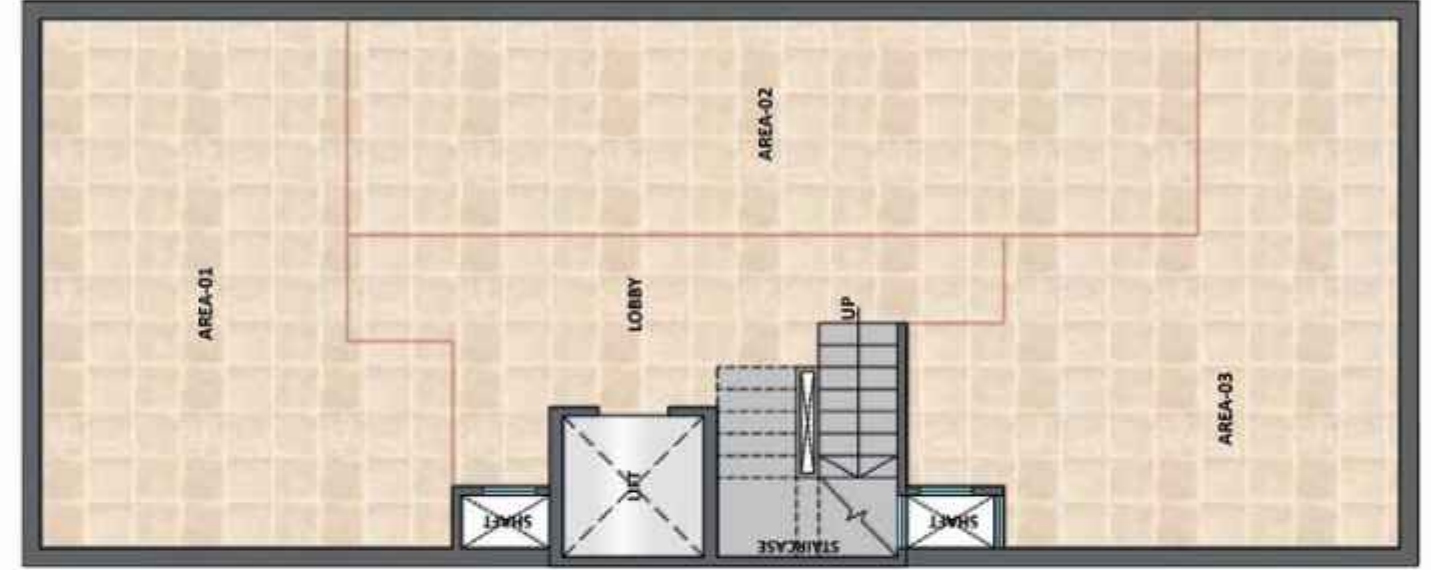 AREA-02
AREA-01
LOBBY
UP
AREA-03
LIFT
SHAFT
SHAFT
STAIRCASE